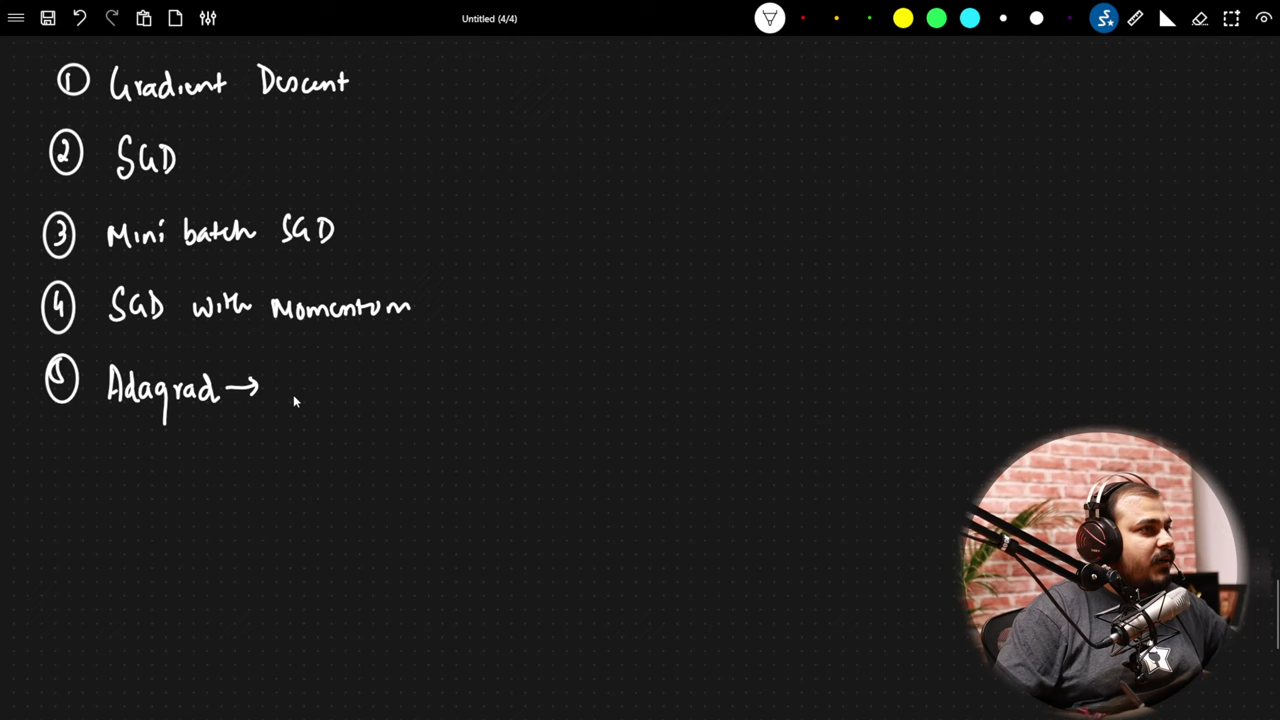 Untitled (4/4)
① Gradient Descent
② SGD
③ Mini batch SGD
④ SGD with Momentum
⑤ Adagrad →